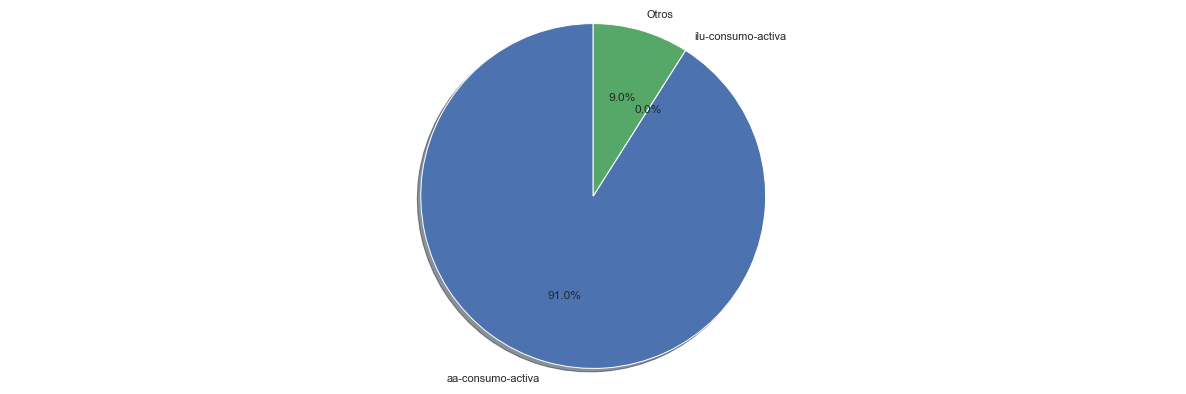 Otros
ilu-consumo-activa
9.0%
0.0%
91.0%
aa-consumo-activa